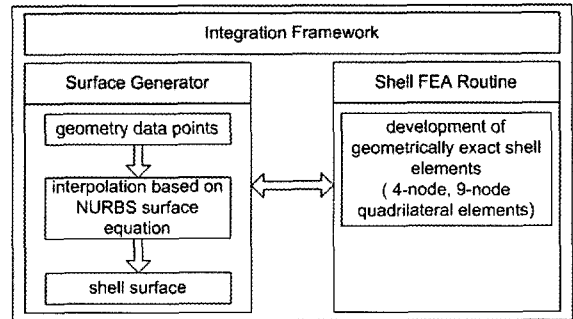 Integration Framework
Surface Generator
geometry data points
interpolation based on
NURBS surface
equation
shell surface
Shell FEA Routine
development of
geometrically exact shell
elements
( 4-node, 9-node
quadrilateral elements)